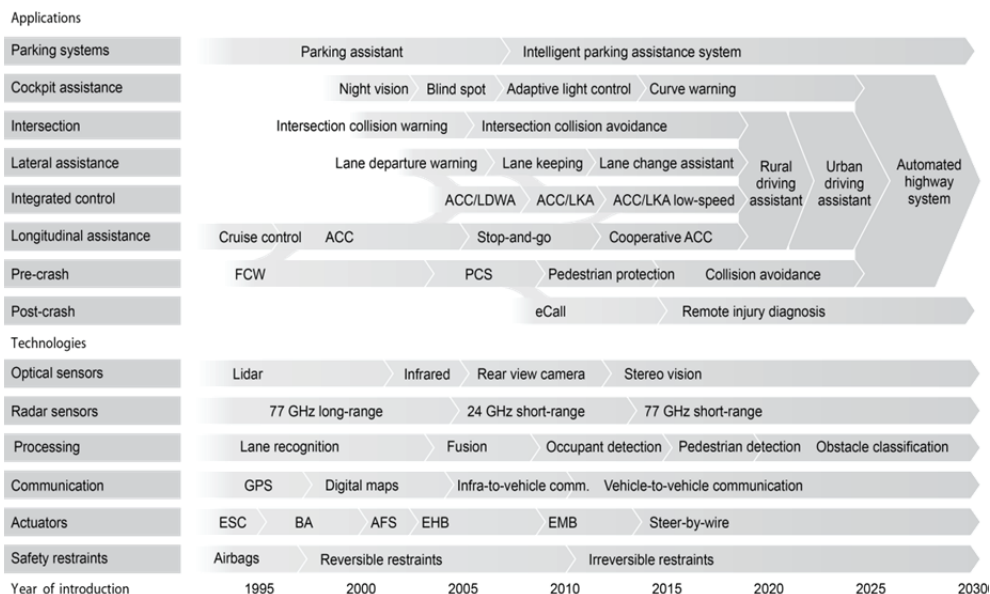 Applications
Parking systems Parking assistant Intelligent parking assistance system
Cockpit assistance Night vision Blind spot Adaptive light control Curve warning
Intersection Intersection collision warning Intersection collision avoidance
Lateral assistance Lane departure warning Lane keeping Lane change assistant
Rural driving assistant
Urban driving assistant
Automated highway system
Integrated control ACC/LDWA ACC/LKA ACC/LKA low-speed
Longitudinal assistance Cruise control ACC Stop-and-go Cooperative ACC
Pre-crash FCW PCS Pedestrian protection Collision avoidance
Post-crash eCall Remote injury diagnosis
Technologies
Optical sensors Lidar Infrared Rear view camera Stereo vision
Radar sensors 77 GHz long-range 24 GHz short-range 77 GHz short-range
Processing Lane recognition Fusion Occupant detection Pedestrian detection Obstacle classification
Communication GPS Digital maps Infra-to-vehicle comm. Vehicle-to-vehicle communication
Actuators ESC BA AFS EHB EMB Steer-by-wire
Safety restraints Airbags Reversible restraints Irreversible restraints
Year of introduction 1995 2000 2005 2010 2015 2020 2025 2030